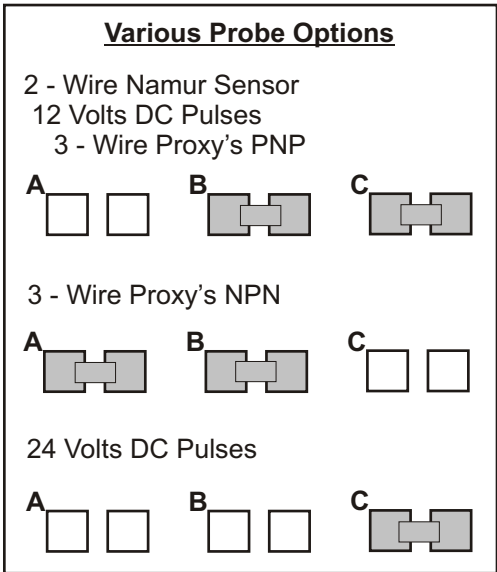 Various Probe Options
2 - Wire Namur Sensor
12 Volts DC Pulses
3 - Wire Proxy's PNP
A B C
3 - Wire Proxy's NPN
A B C
24 Volts DC Pulses
A B C